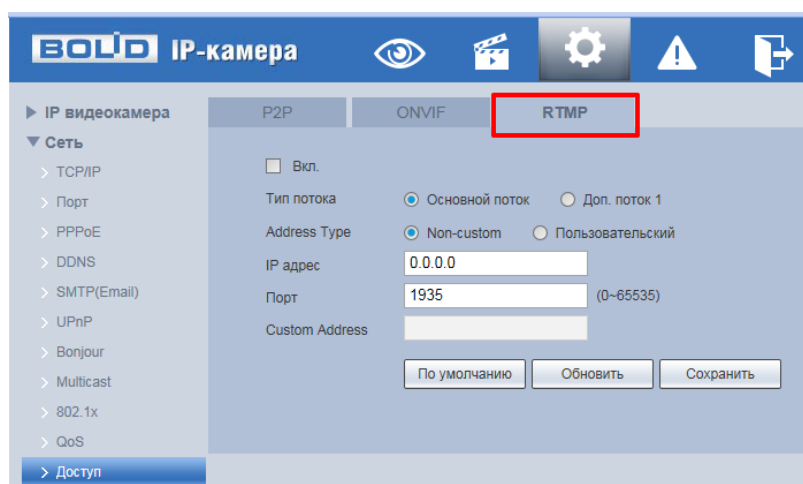 BOLID IP-камера
IP видеокамера
Сеть
TCP/IP
Порт
PPPoE
DDNS
SMTP(Email)
UPnP
Bonjour
Multicast
802.1x
QoS
Доступ
P2P ONVIF RTMP
Вкл.
Тип потока Основной поток Доп. поток 1
Address Type Non-custom Пользовательский
IP адрес 0.0.0.0
Порт 1935 (0~65535)
Custom Address
По умолчанию Обновить Сохранить